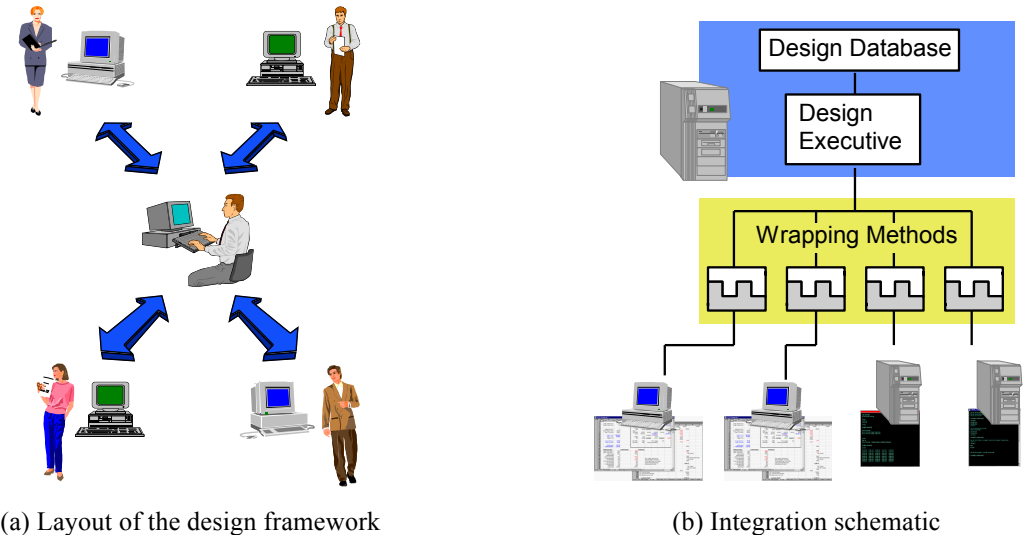 Design Database
Design
Executive
Wrapping Methods
(a) Layout of the design framework
(b) Integration schematic